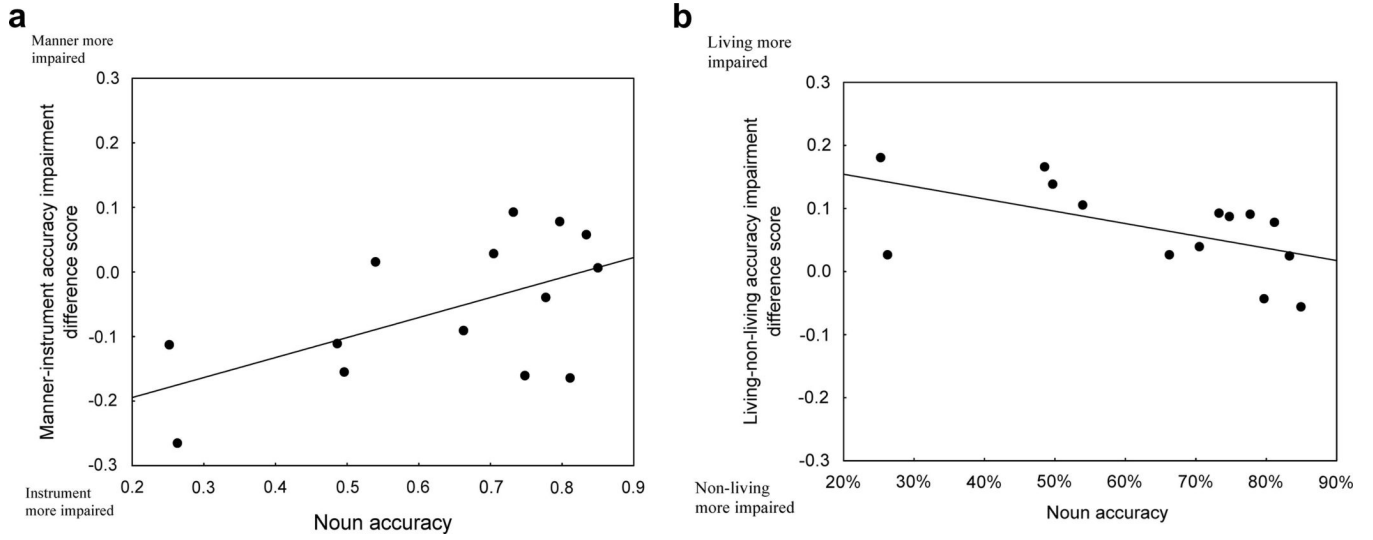 a
Manner more
impaired
Manner-instrument accuracy impairment
difference score
0.3
0.2
0.1
0.0
-0.1
-0.2
-0.3
Instrument
more impaired
0.2 0.3 0.4 0.5 0.6 0.7 0.8 0.9
Noun accuracy
b
Living more
impaired
Living-non-living accuracy impairment
difference score
0.3
0.2
0.1
0.0
-0.1
-0.2
-0.3
Non-living
more impaired
20% 30% 40% 50% 60% 70% 80% 90%
Noun accuracy